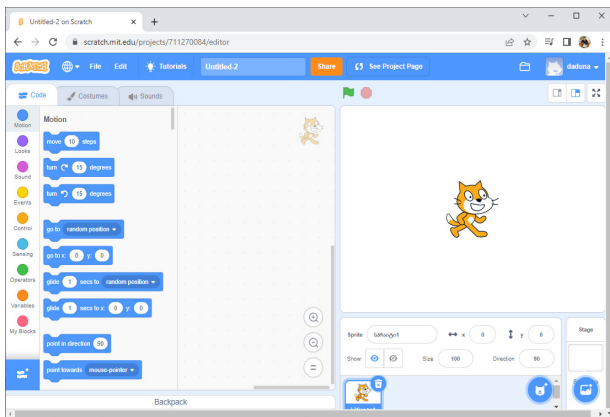 Untitled-2 on Scratch
scratch.mit.edu/projects/711270084/editor
SCRATCH File Edit Tutorials Untitled-2 Share See Project Page daduna
Code Costumes Sounds
Motion
Looks
Sound
Events
Control
Sensing
Operators
Variables
My Blocks
Motion
move 10 steps
turn 15 degrees
turn 15 degrees
go to random position
go to x: 0 y: 0
glide 1 secs to random position
glide 1 secs to x: 0 y: 0
point in direction 90
point towards mouse-pointer
Backpack
Sprite x 0 y 0
Show Size 100 Direction 90
Stage